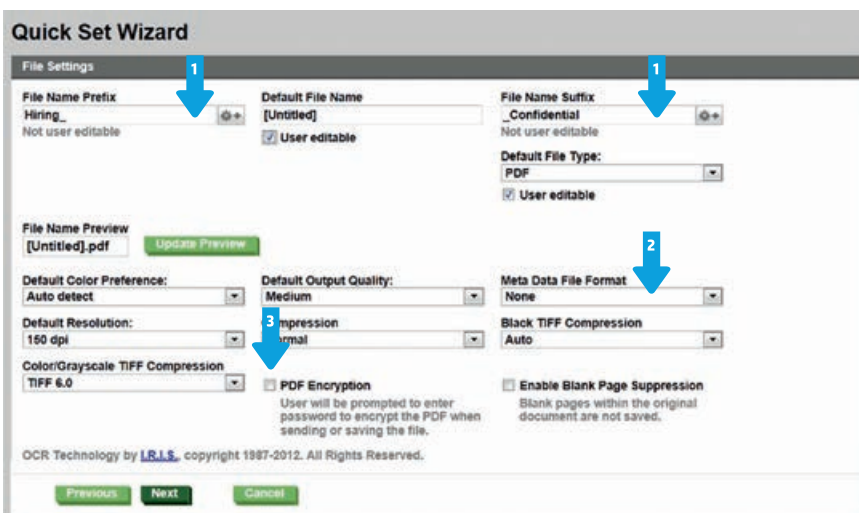 Quick Set Wizard
File Settings
1
1
File Name Prefix
Default File Name
File Name Suffix
Hiring_
[Untitled]
_Confidential
Not user editable
User editable
Not user editable
Default File Type:
PDF
User editable
File Name Preview
[Untitled].pdf
Update Preview
2
Default Color Preference:
Default Output Quality:
Meta Data File Format
Auto detect
Medium
None
Default Resolution:
3
Black TIFF Compression
150 dpi
Auto
Color/Grayscale TIFF Compression
TIFF 6.0
PDF Encryption
Enable Blank Page Suppression
User will be prompted to enter
password to encrypt the PDF when
sending or saving the file.
Blank pages within the original
document are not saved.
OCR Technology by I.R.I.S., copyright 1987-2012. All Rights Reserved.
Previous
Next
Cancel